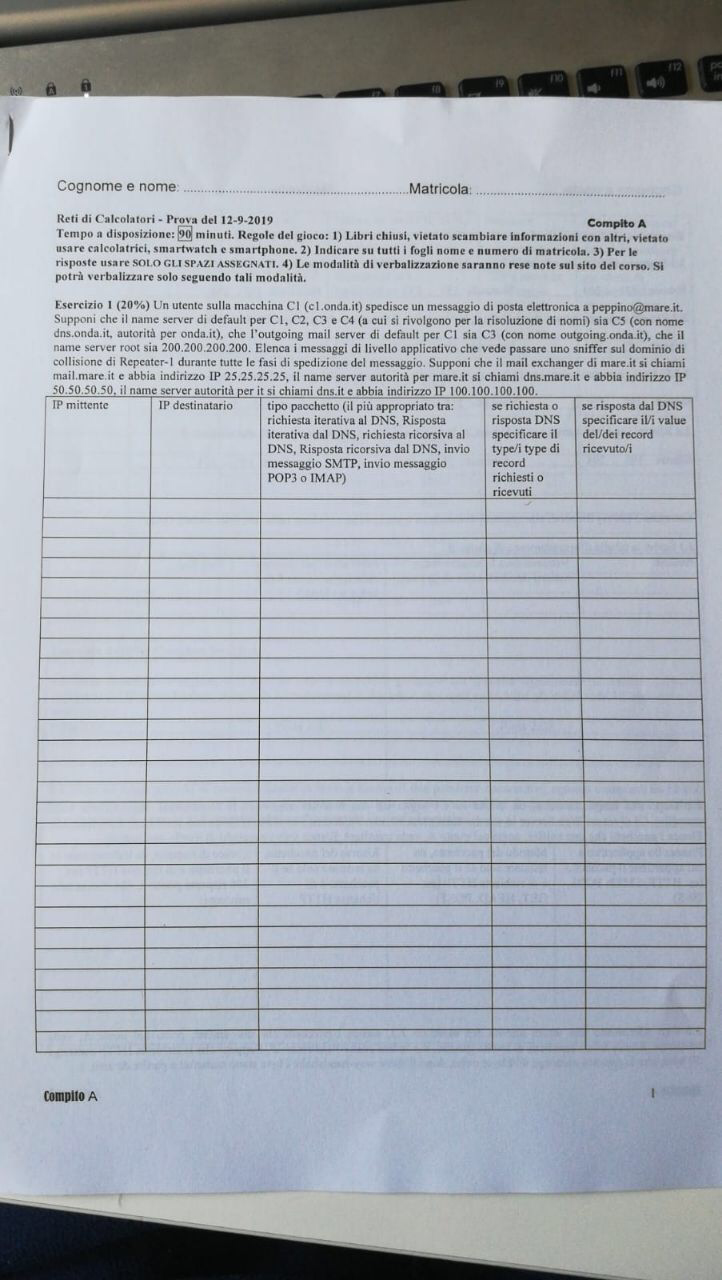 f8
f9
f10
f11
f12
Cognome e nome: ........................................................Matricola: ................................................
Reti di Calcolatori - Prova del 12-9-2019
Compito A
Tempo a disposizione: 90 minuti. Regole del gioco: 1) Libri chiusi, vietato scambiare informazioni con altri, vietato
usare calcolatrici, smartwatch e smartphone. 2) Indicare su tutti i fogli nome e numero di matricola. 3) Per le
risposte usare SOLO GLI SPAZI ASSEGNATI. 4) Le modalità di verbalizzazione saranno rese note sul sito del corso. Si
potrà verbalizzare solo seguendo tali modalità.
Esercizio 1 (20%) Un utente sulla macchina C1 (c1.onda.it) spedisce un messaggio di posta elettronica a peppino@mare.it.
Supponi che il name server di default per C1, C2, C3 e C4 (a cui si rivolgono per la risoluzione di nomi) sia C5 (con nome
dns.onda.it, autorità per onda.it), che l'outgoing mail server di default per C1 sia C3 (con nome outgoing.onda.it), che il
name server root sia 200.200.200.200. Elenca i messaggi di livello applicativo che vede passare uno sniffer sul dominio di
collisione di Repeater-1 durante tutte le fasi di spedizione del messaggio. Supponi che il mail exchanger di mare.it si chiami
mail.mare.it e abbia indirizzo IP 25.25.25.25, il name server autorità per mare.it si chiami dns.mare.it e abbia indirizzo IP
50.50.50.50, il name server autorità per it si chiami dns.it e abbia indirizzo IP 100.100.100.100.
IP mittente
IP destinatario
tipo pacchetto (il più appropriato tra:
richiesta iterativa al DNS, Risposta
iterativa dal DNS, richiesta ricorsiva al
DNS, Risposta ricorsiva dal DNS, invio
messaggio SMTP, invio messaggio
POP3 o IMAP)
se richiesta o
risposta DNS
specificare il
type/i type di
record
richiesti o
ricevuti
se risposta dal DNS
specificare il/i value
del/dei record
ricevuto/i
Compito A
1